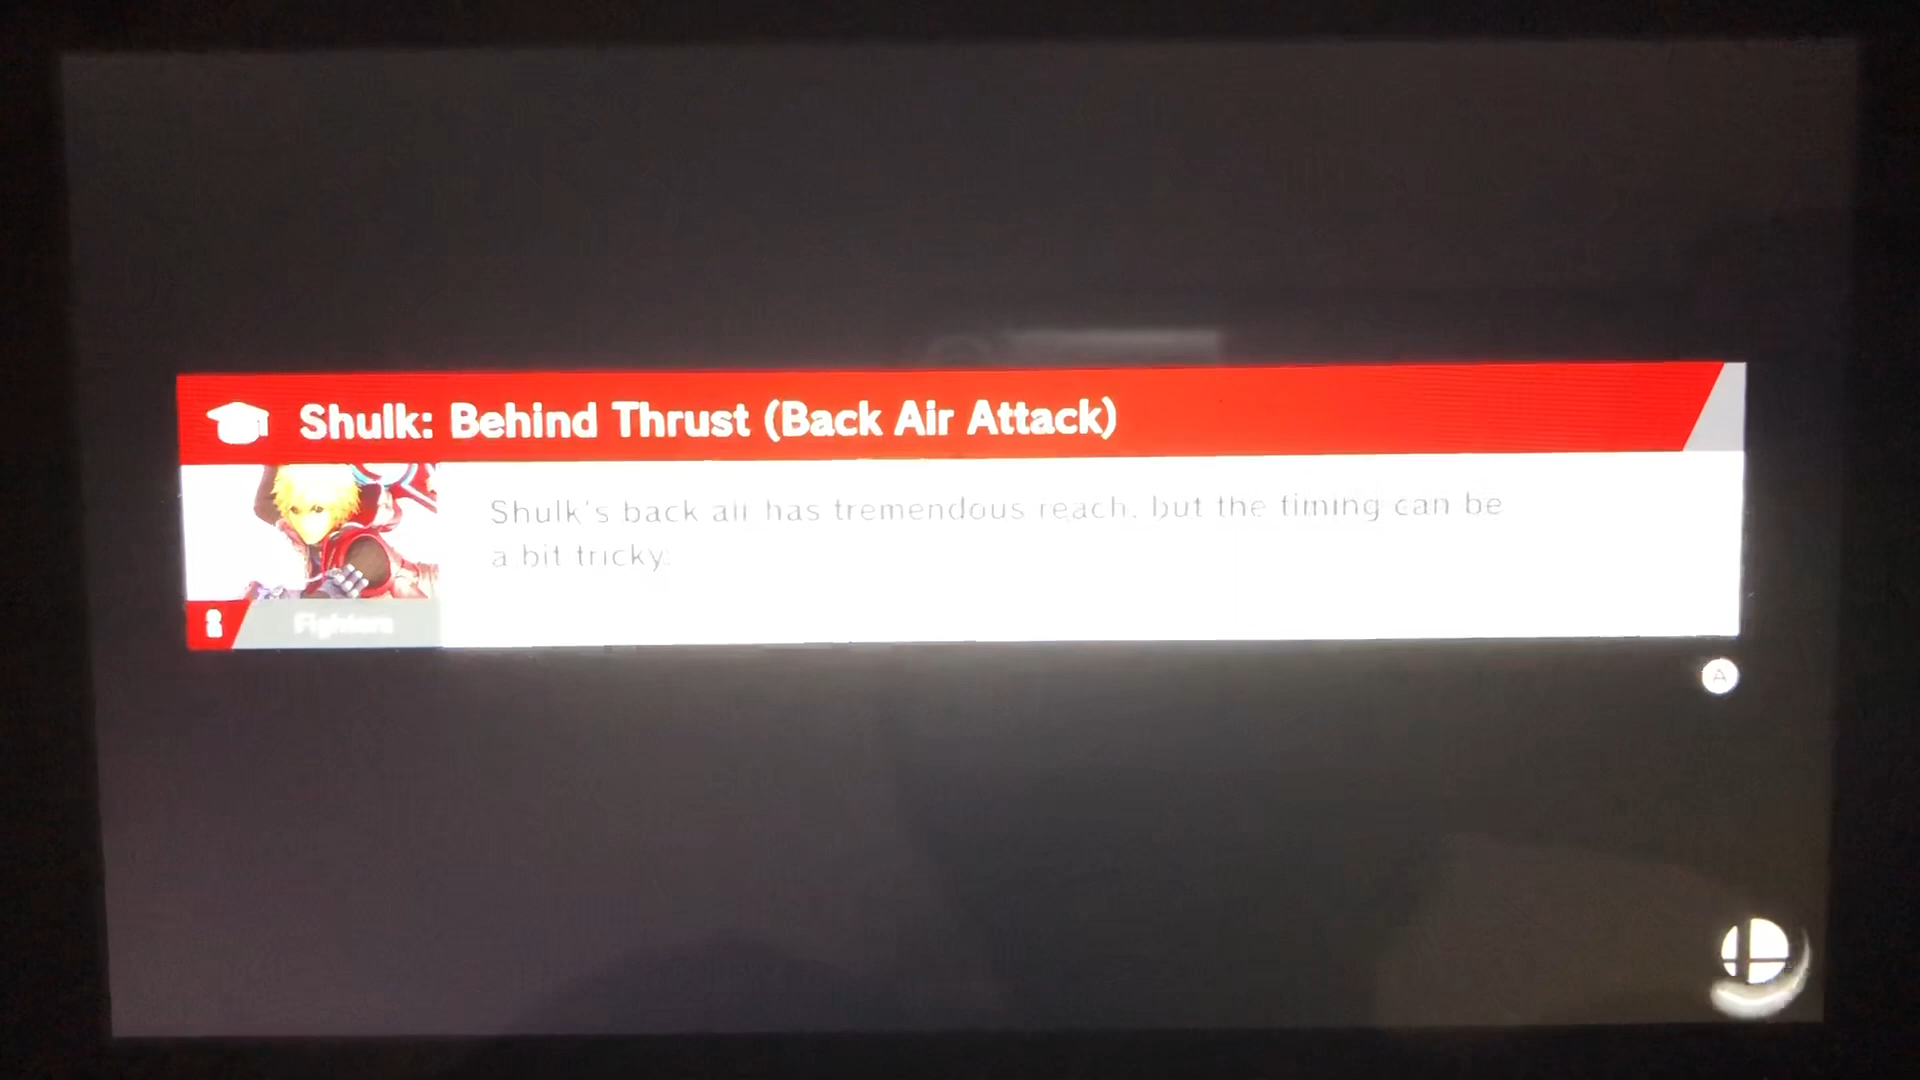 Shulk: Behind Thrust (Back Air Attack)
Shulk's back air has tremendous reach, but the timing can be
a bit tricky.
Fighters
A